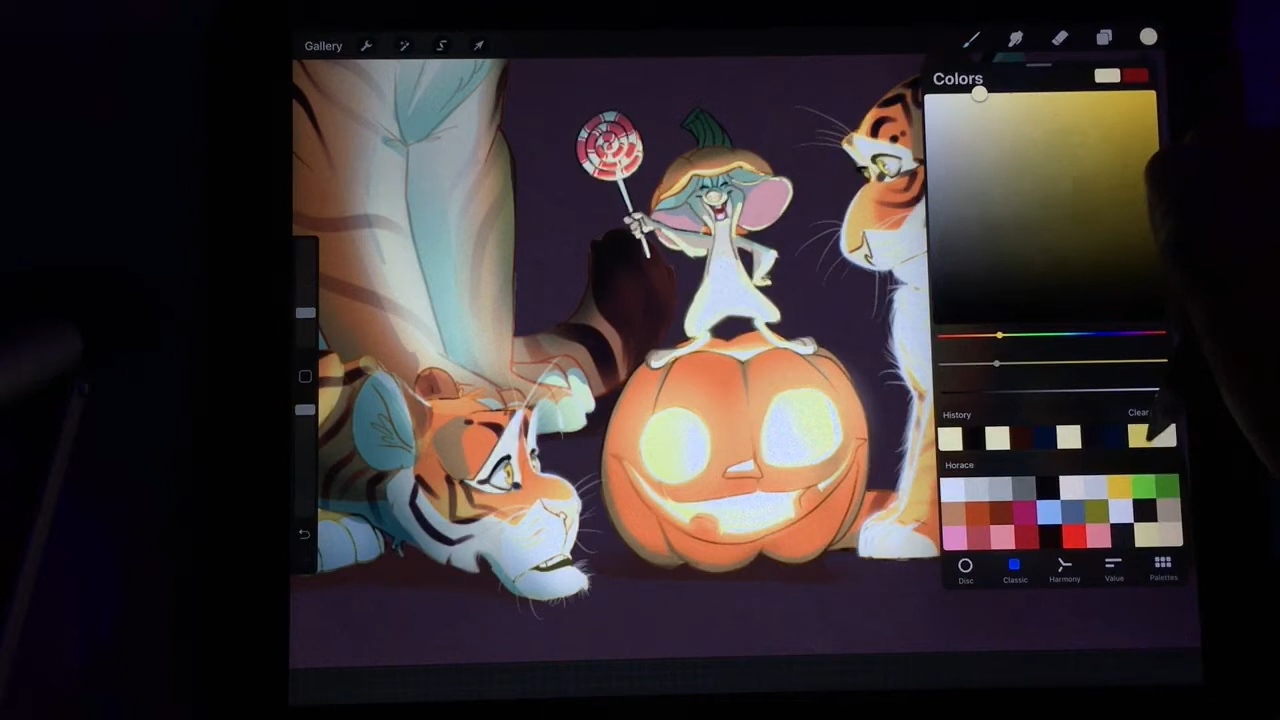 Gallery
Colors
History
Clear
Horace
Disc
Classic
Harmony
Value
Palettes